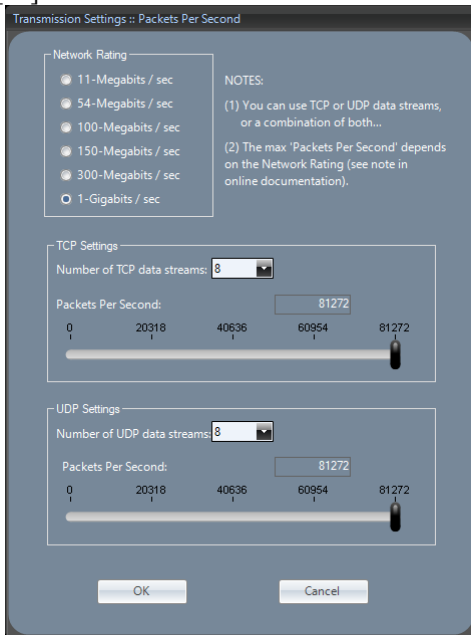 Transmission Settings :: Packets Per Second
Network Rating
11-Megabits / sec
54-Megabits / sec
100-Megabits / sec
150-Megabits / sec
300-Megabits / sec
1-Gigabits / sec
NOTES:
(1) You can use TCP or UDP data streams,
or a combination of both...
(2) The max 'Packets Per Second' depends
on the Network Rating (see note in
online documentation).
TCP Settings
Number of TCP data streams: 8
Packets Per Second: 81272
0 20318 40636 60954 81272
UDP Settings
Number of UDP data streams: 8
Packets Per Second: 81272
0 20318 40636 60954 81272
OK Cancel